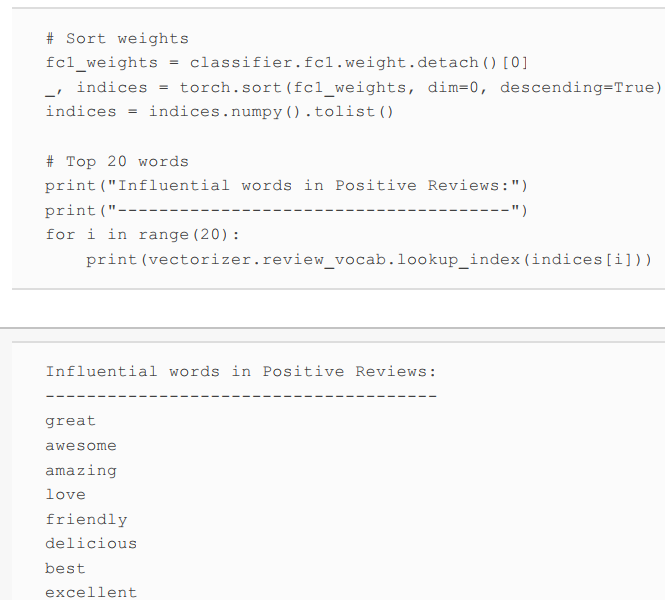 # Sort weights
fc1_weights = classifier.fc1.weight.detach()[0]
_, indices = torch.sort(fc1_weights, dim=0, descending=True)
indices = indices.numpy().tolist()
# Top 20 words
print("Influential words in Positive Reviews:")
print("--------------------------------------")
for i in range(20):
    print(vectorizer.review_vocab.lookup_index(indices[i]))
Influential words in Positive Reviews:
--------------------------------------
great
awesome
amazing
love
friendly
delicious
best
excellent